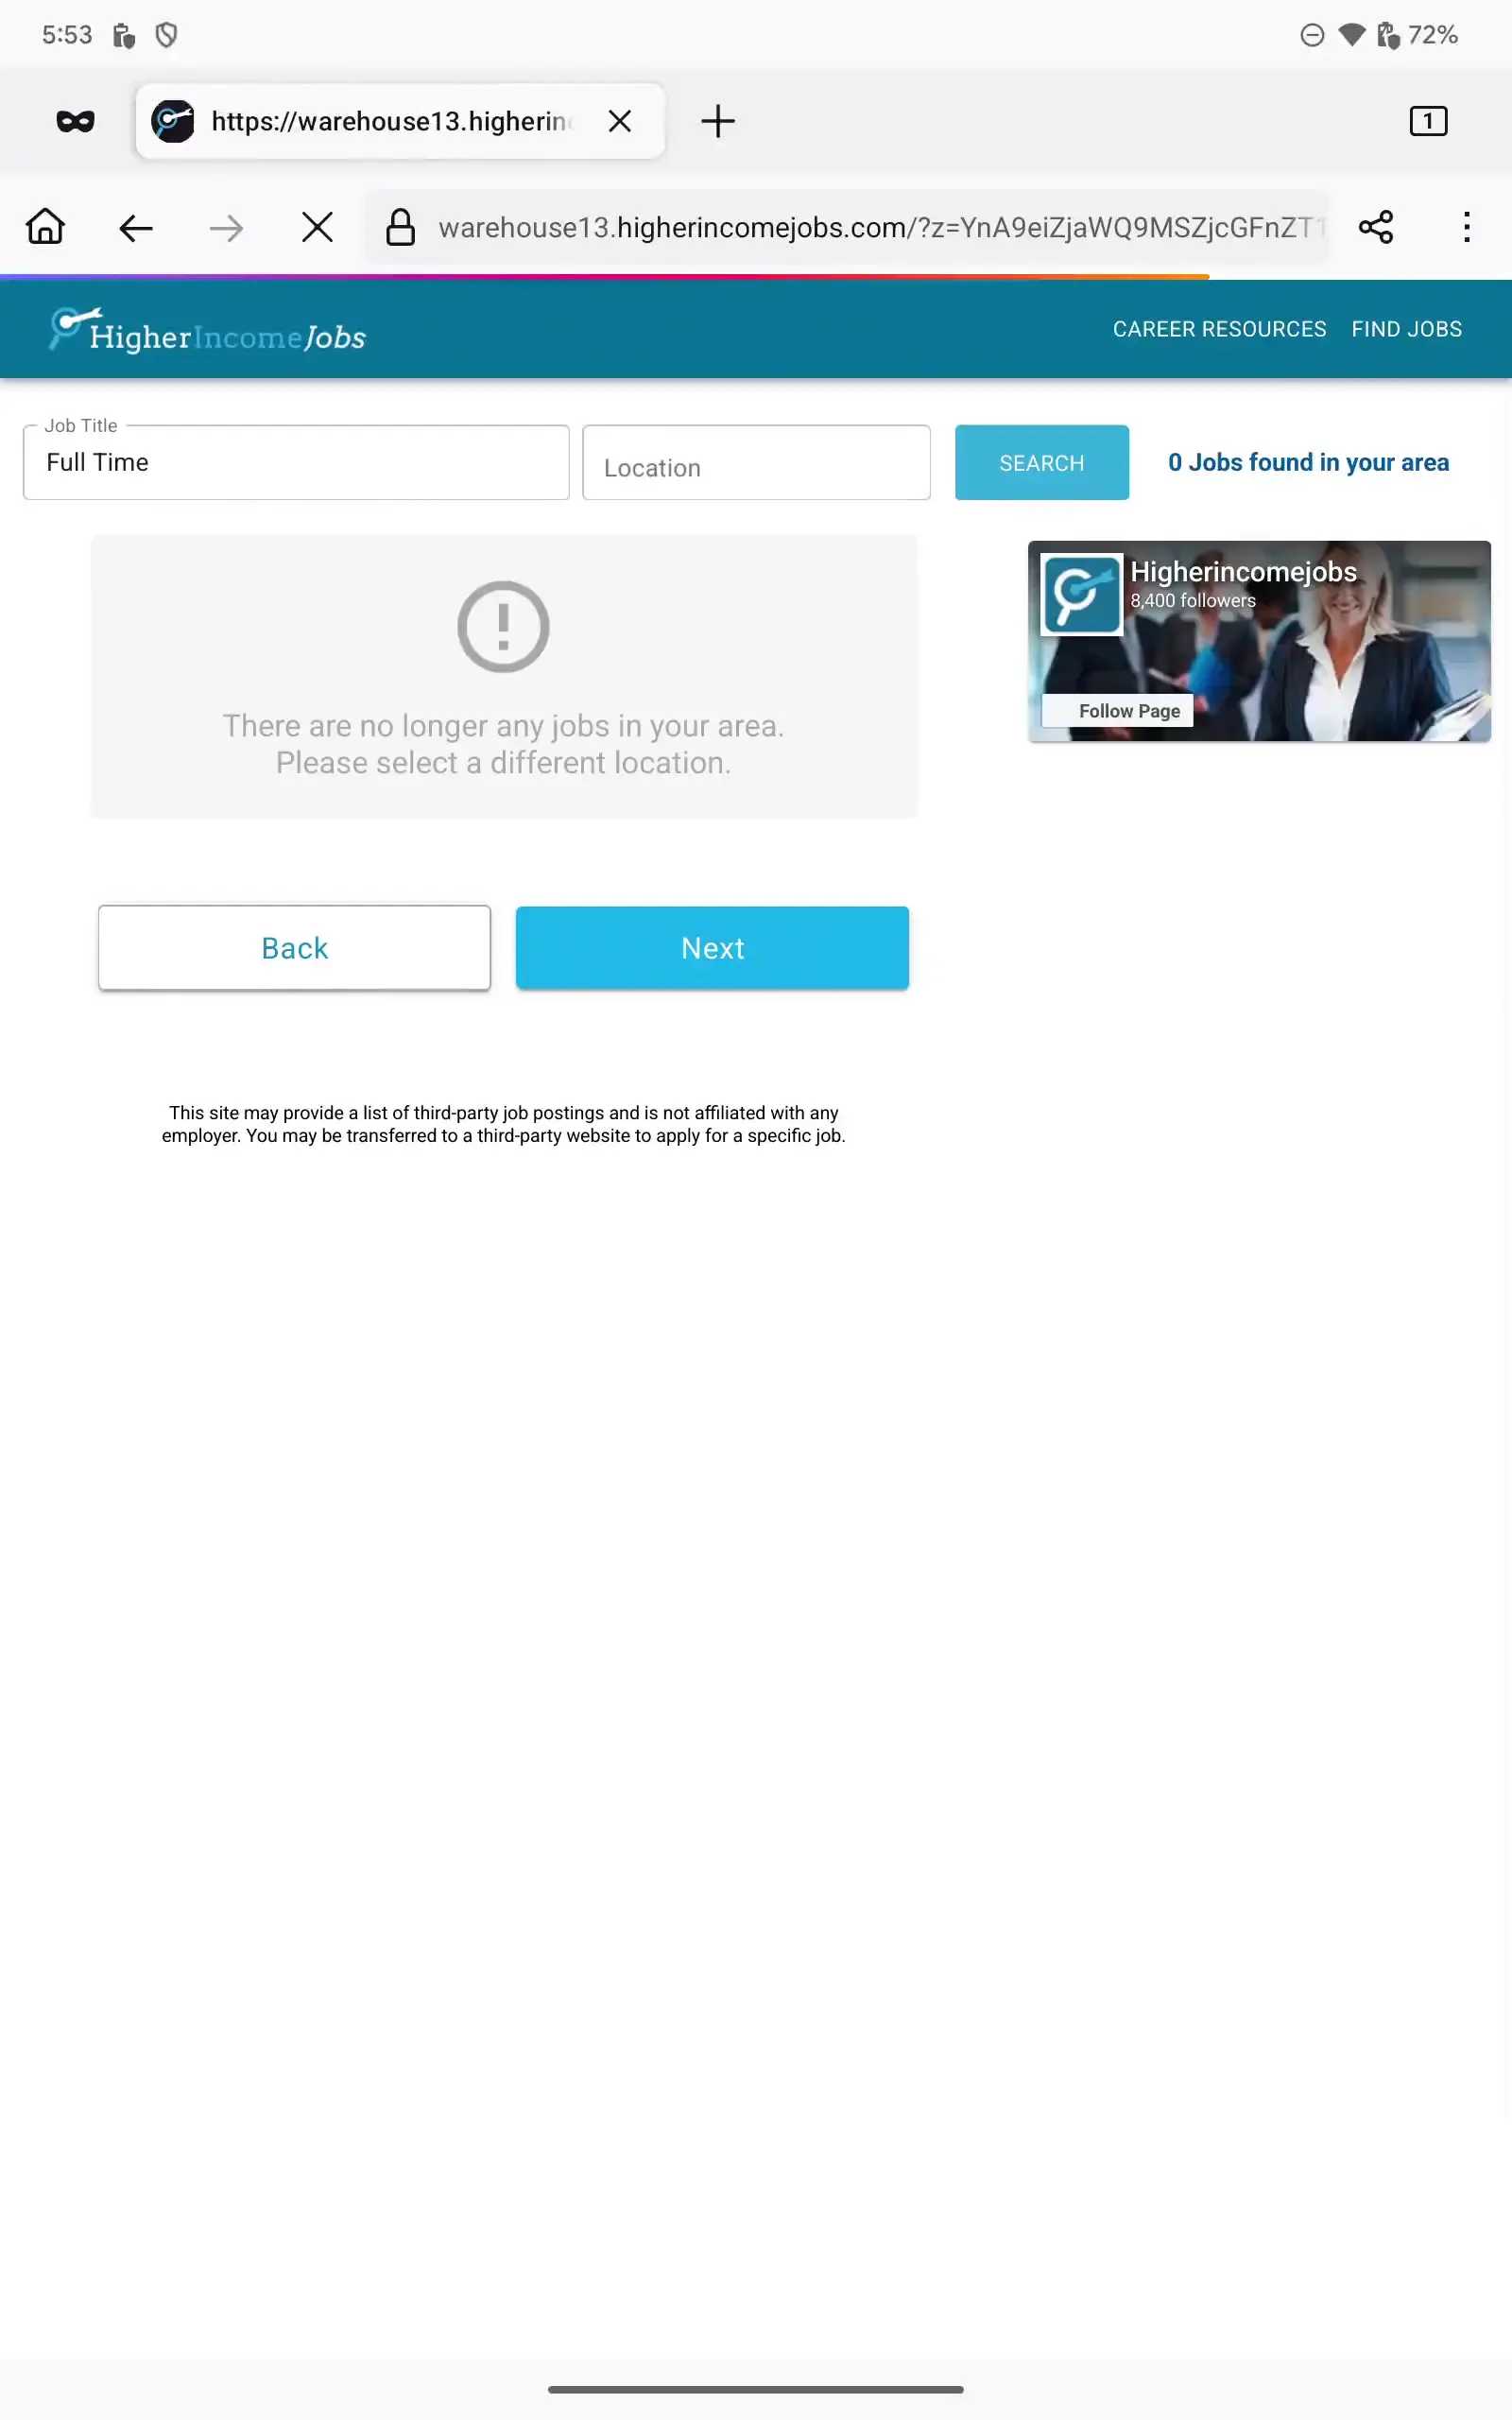 5:53
72%
https://warehouse13.higherin
1
warehouse13.higherincomejobs.com/?z=YnA9eiZjaWQ9MSZjcGFnZT1
HigherIncomeJobs
CAREER RESOURCES FIND JOBS
Job Title
Full Time
Location
SEARCH
0 Jobs found in your area
Higherincomejobs
8,400 followers
Follow Page
There are no longer any jobs in your area.
Please select a different location.
Back
Next
This site may provide a list of third-party job postings and is not affiliated with any
employer. You may be transferred to a third-party website to apply for a specific job.